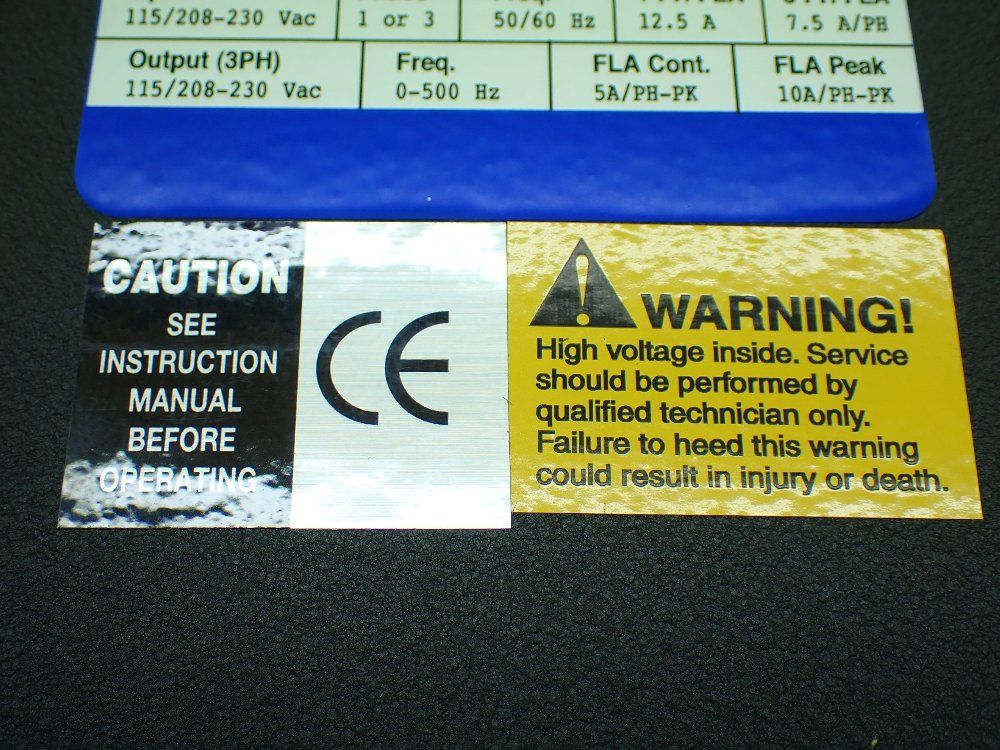 115/208-230 Vac 1 or 3 50/60 Hz 12.5 A 7.5 A/PH
Output (3PH) Freq. FLA Cont. FLA Peak
115/208-230 Vac 0-500 Hz 5A/PH-PK 10A/PH-PK
CAUTION
SEE
INSTRUCTION
MANUAL
BEFORE
OPERATING
CE
WARNING!
High voltage inside. Service
should be performed by
qualified technician only.
Failure to heed this warning
could result in injury or death.